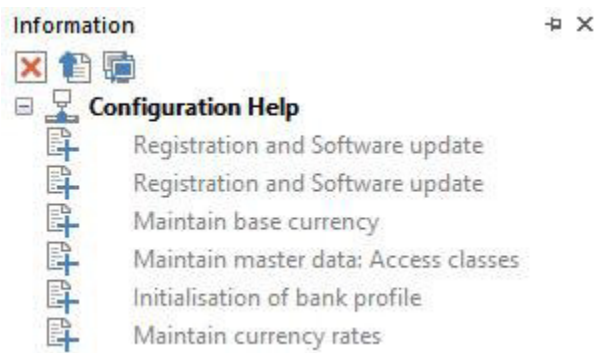 Information
Configuration Help
Registration and Software update
Registration and Software update
Maintain base currency
Maintain master data: Access classes
Initialisation of bank profile
Maintain currency rates